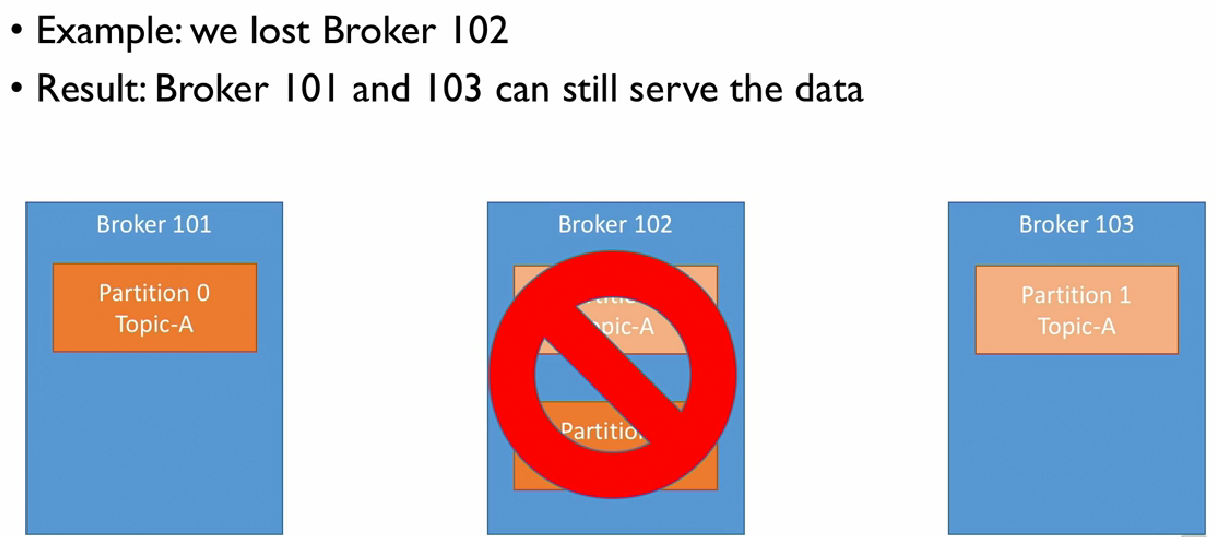 • Example: we lost Broker 102
• Result: Broker 101 and 103 can still serve the data
Broker 101
Partition 0
Topic-A
Broker 102
Broker 103
Partition 1
Topic-A